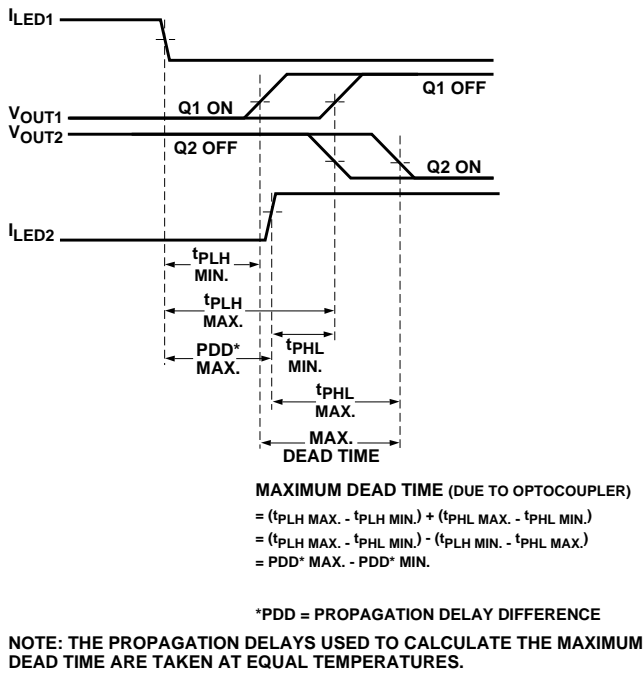 ILED1
Q1 OFF
Q1 ON
VOUT1
VOUT2
Q2 OFF
Q2 ON
ILED2
tPLH
MIN.
tPLH
MAX.
PDD*
MAX.
tPHL
MIN.
tPHL
MAX.
MAX.
DEAD TIME
MAXIMUM DEAD TIME (DUE TO OPTOCOUPLER)
= (tPLH MAX. - tPLH MIN.) + (tPHL MAX. - tPHL MIN.)
= (tPLH MAX. - tPHL MIN.) - (tPLH MIN. - tPHL MAX.)
= PDD* MAX. - PDD* MIN.
*PDD = PROPAGATION DELAY DIFFERENCE
NOTE: THE PROPAGATION DELAYS USED TO CALCULATE THE MAXIMUM
DEAD TIME ARE TAKEN AT EQUAL TEMPERATURES.